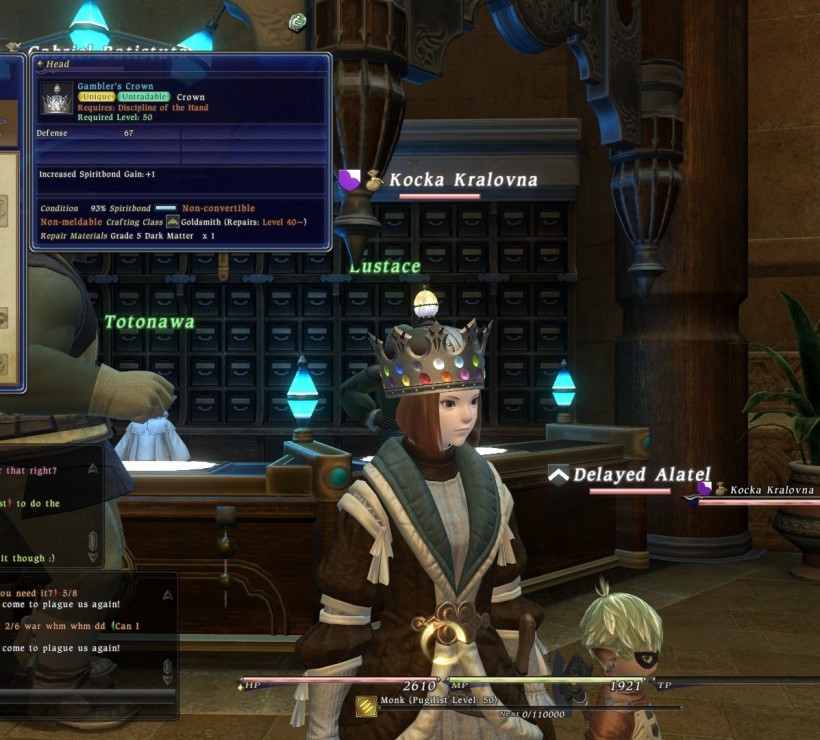 Gabriel Batistuta
Head
Gambler's Crown
Unique Untradable Crown
Requires: Discipline of the Hand
Required Level: 50
Defense 67
Increased Spiritbond Gain: +1
Condition 93% Spiritbond Non-convertible
Non-meldable Crafting Class Goldsmith (Repairs: Level 40~)
Repair Materials Grade 5 Dark Matter x 1
Kocka Kralovna
Lustace
Totonawa
Delayed Alatel
Kocka Kralovna
that right?
to do the
it though :)
ou need it? 5/8
come to plague us again!
2/6 war whm whm dd (Can I
come to plague us again!
HP 2610 MP 1921 TP
Monk (Pugilist Level: 50)
Next 0/110000